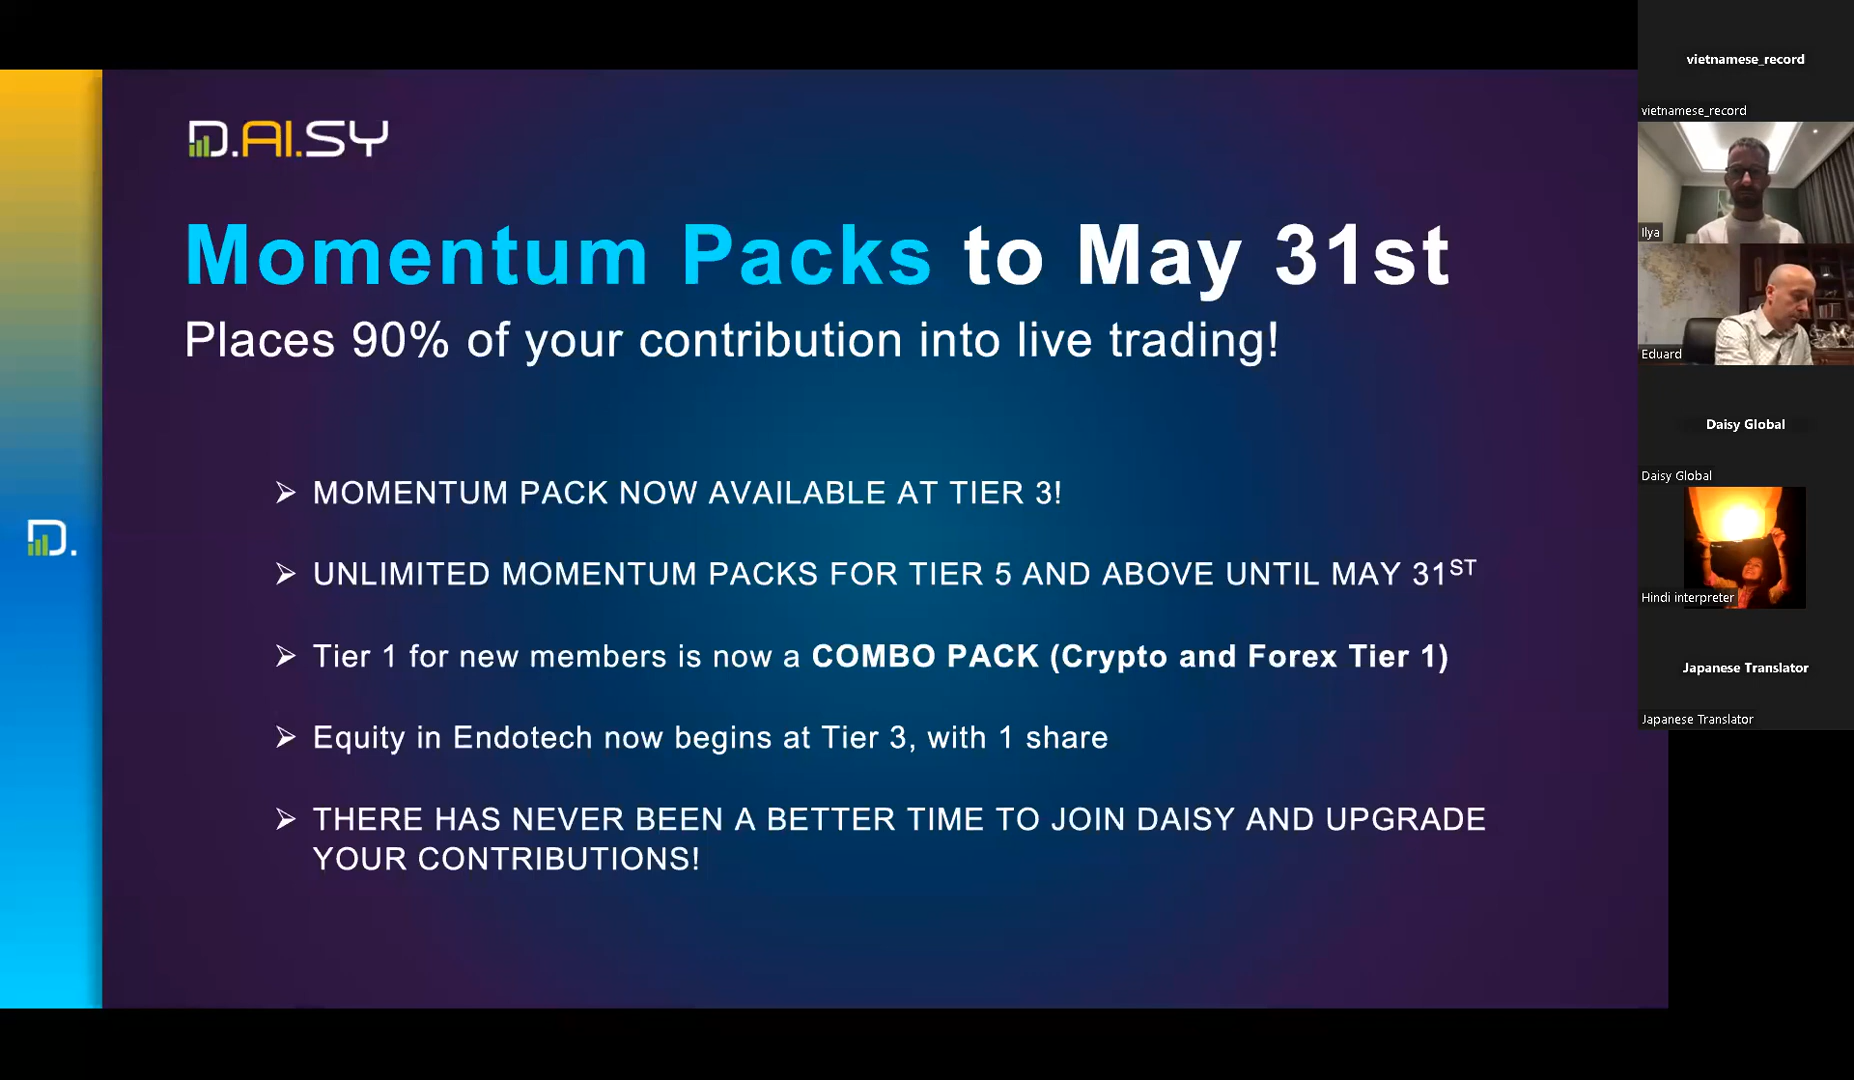 D.AI.SY
Momentum Packs to May 31st
Places 90% of your contribution into live trading!
➢ MOMENTUM PACK NOW AVAILABLE AT TIER 3!
➢ UNLIMITED MOMENTUM PACKS FOR TIER 5 AND ABOVE UNTIL MAY 31ST
➢ Tier 1 for new members is now a COMBO PACK (Crypto and Forex Tier 1)
➢ Equity in Endotech now begins at Tier 3, with 1 share
➢ THERE HAS NEVER BEEN A BETTER TIME TO JOIN DAISY AND UPGRADE
YOUR CONTRIBUTIONS!
D.
vietnamese_record
vietnamese_record
Ilya
Eduard
Daisy Global
Daisy Global
Hindi interpreter
Japanese Translator
Japanese Translator